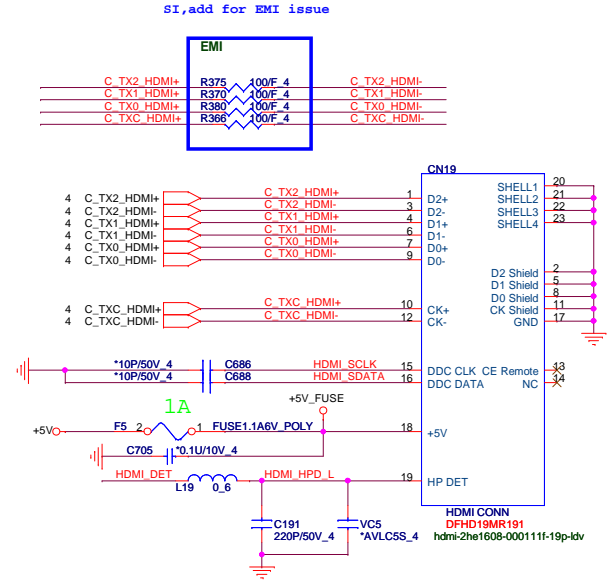 SI,add for EMI issue
EMI
C_TX2_HDMI+ R375 100/F_4 C_TX2_HDMI-
C_TX1_HDMI+ R370 100/F_4 C_TX1_HDMI-
C_TX0_HDMI+ R380 100/F_4 C_TX0_HDMI-
C_TXC_HDMI+ R366 100/F_4 C_TXC_HDMI-
CN19
SHELL1 20
SHELL2 21
SHELL3 22
SHELL4 23
4 C_TX2_HDMI+ C_TX2_HDMI+ 1 D2+
4 C_TX2_HDMI- C_TX2_HDMI- 3 D2-
4 C_TX1_HDMI+ C_TX1_HDMI+ 4 D1+
4 C_TX1_HDMI- C_TX1_HDMI- 6 D1-
4 C_TX0_HDMI+ C_TX0_HDMI+ 7 D0+
4 C_TX0_HDMI- C_TX0_HDMI- 9 D0-
D2 Shield 2
D1 Shield 5
D0 Shield 8
4 C_TXC_HDMI+ C_TXC_HDMI+ 10 CK+ CK Shield 11
4 C_TXC_HDMI- C_TXC_HDMI- 12 CK- GND 17
*10P/50V_4 C686 HDMI_SCLK 15 DDC CLK CE Remote 13
*10P/50V_4 C688 HDMI_SDATA 16 DDC DATA NC 14
+5V_FUSE
1A
+5V F5 2 1 FUSE1.1A6V_POLY 18 +5V
C705 *0.1U/10V_4
HDMI_DET L19 0_6 HDMI_HPD_L 19 HP DET
C191
220P/50V_4
VC5
*AVLC5S_4
HDMI CONN
DFHD19MR191
hdmi-2he1608-000111f-19p-ldv